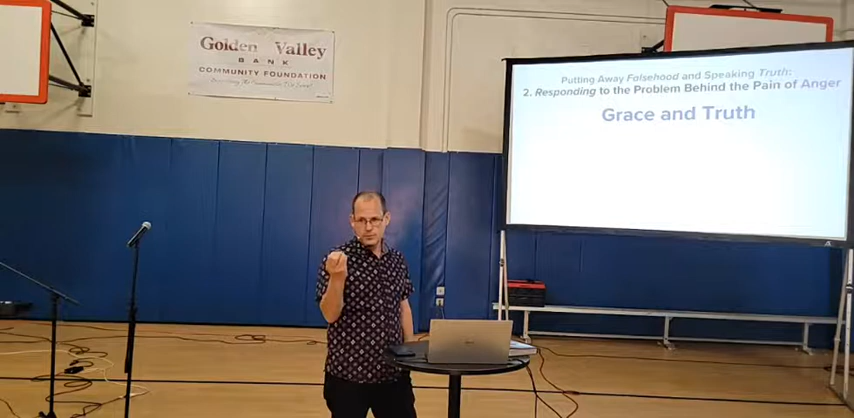 Golden Valley
BANK
COMMUNITY FOUNDATION
Putting Away Falsehood and Speaking Truth:
2. Responding to the Problem Behind the Pain of Anger
Grace and Truth